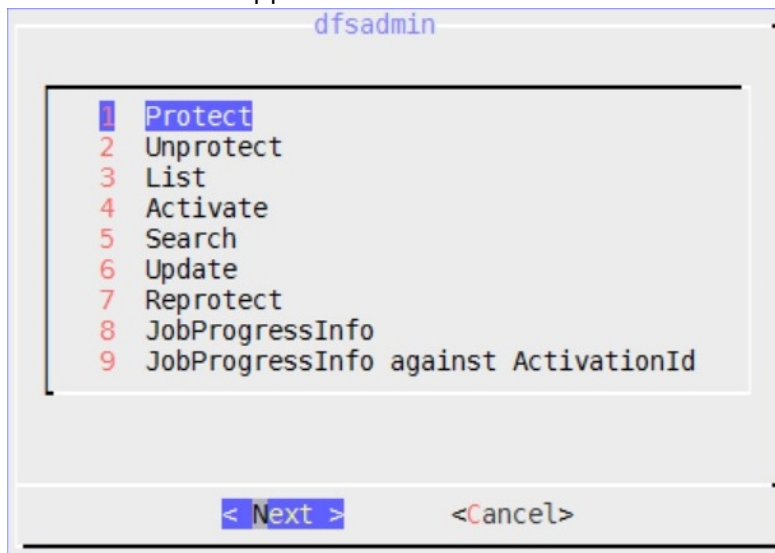 dfsadmin
1 Protect
2 Unprotect
3 List
4 Activate
5 Search
6 Update
7 Reprotect
8 JobProgressInfo
9 JobProgressInfo against ActivationId
< Next > <Cancel>